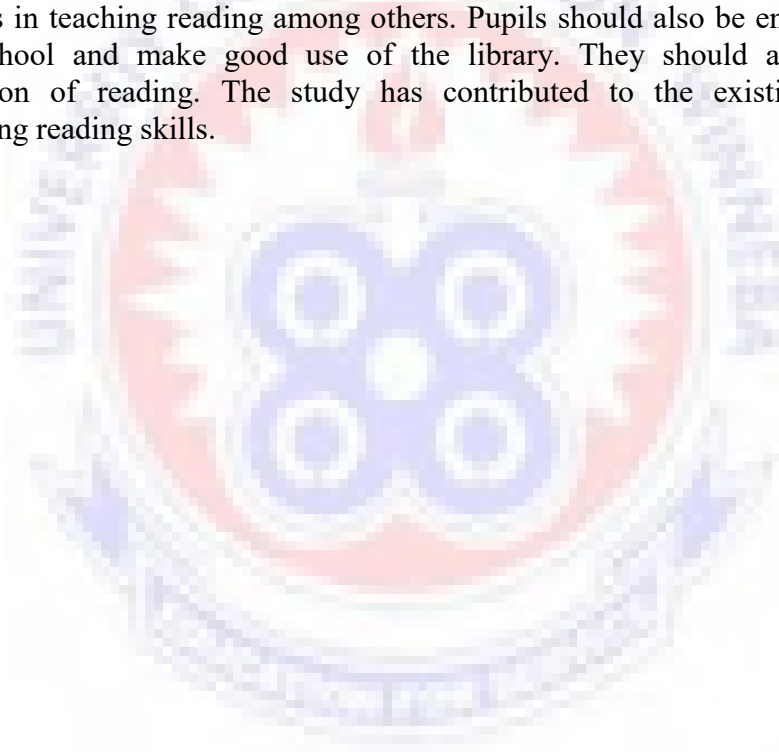 s in teaching reading among others. Pupils should also be en
hool and make good use of the library. They should a
on of reading. The study has contributed to the existi
ng reading skills.